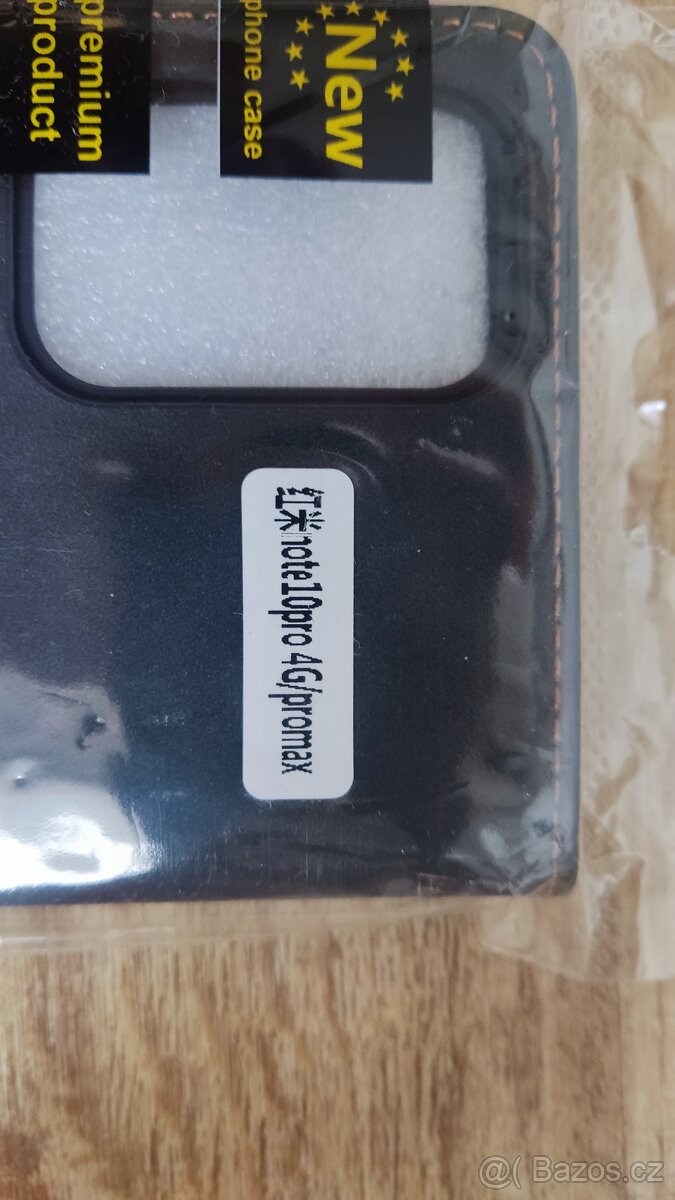 New
phone case
premium
product
红米note10pro 4G/promax
@( Bazos.cz